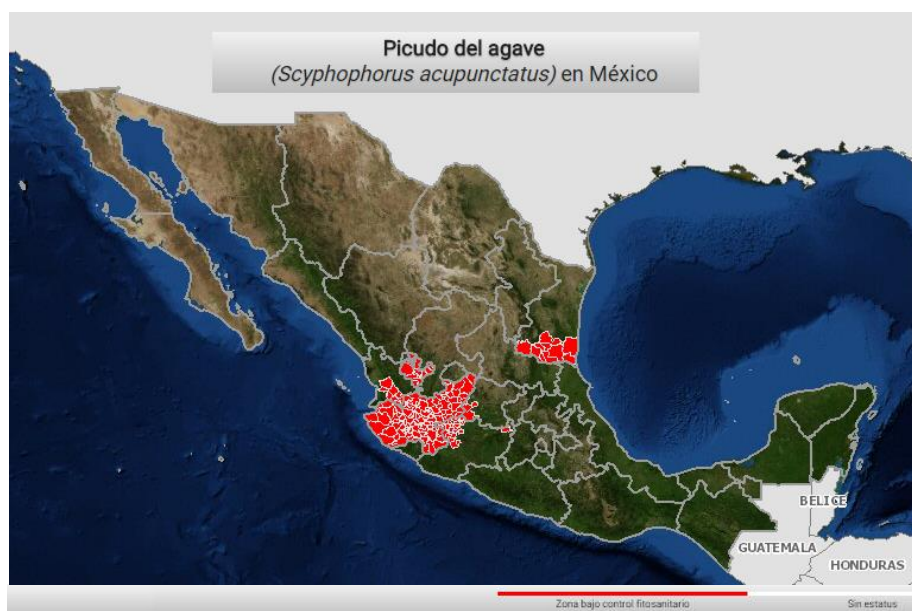 Picudo del agave
(Scyphophorus acupunctatus) en México
BELICE
GUATEMALA
HONDURAS
Zona bajo control fitosanitario
Sin estatus